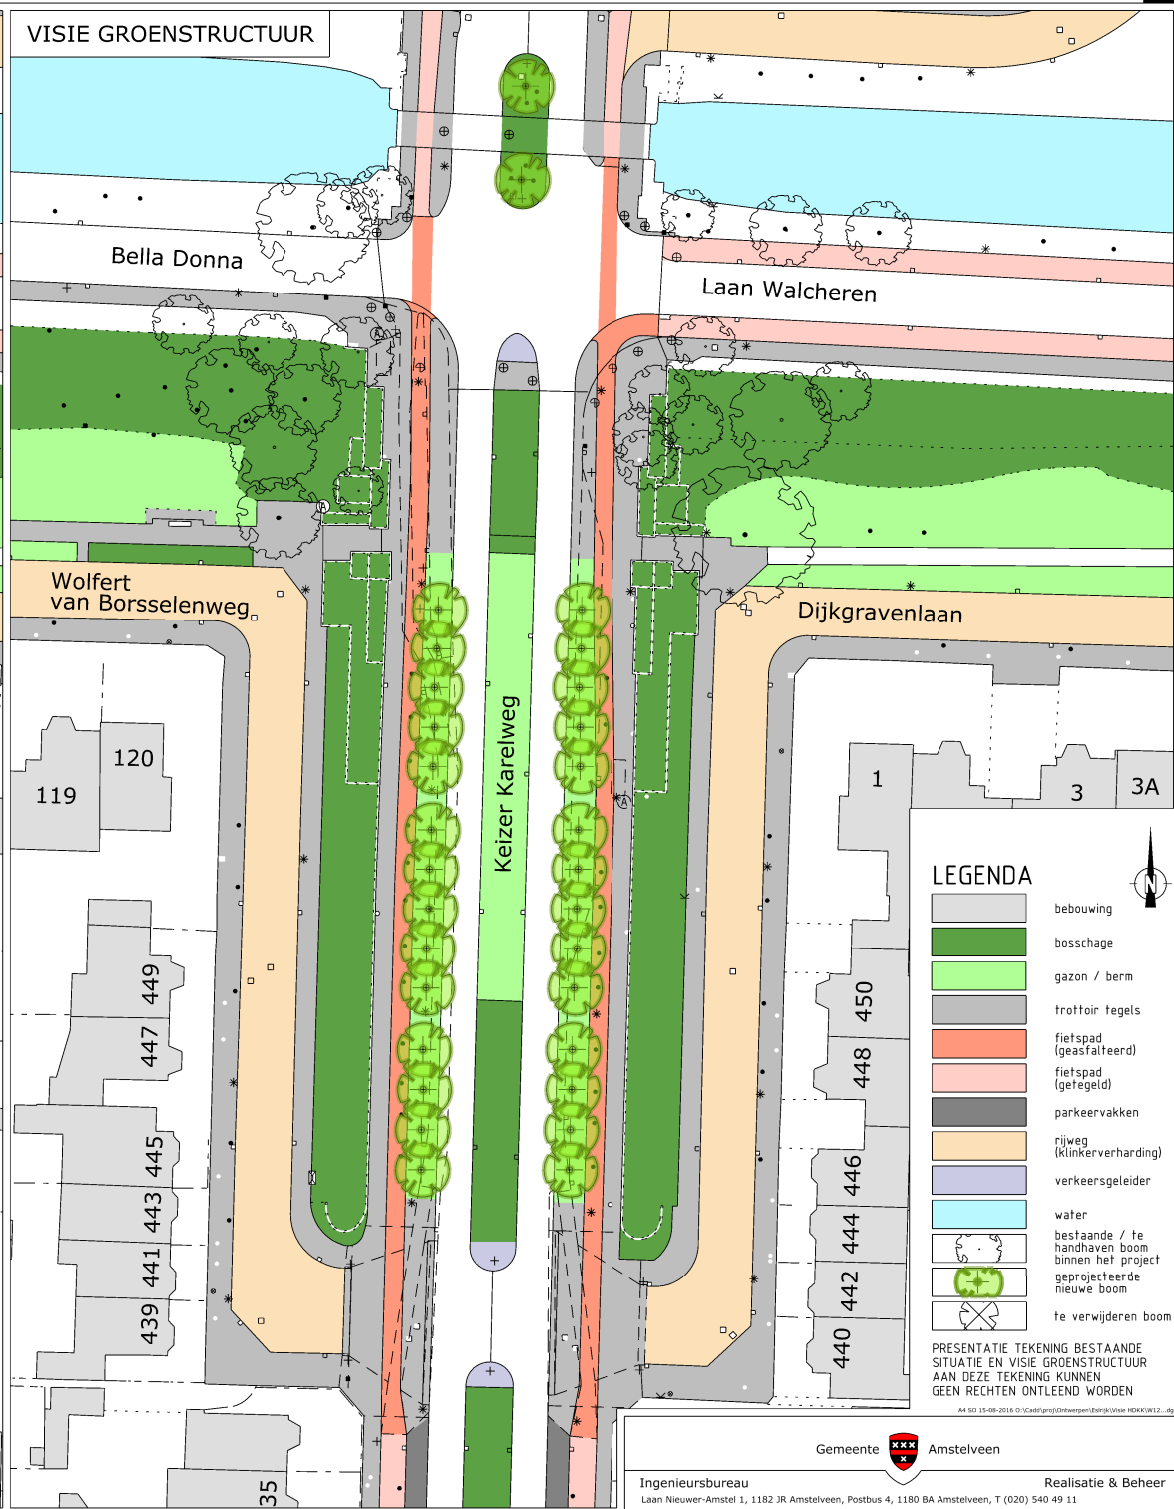 VISIE GROENSTRUCTUUR
Bella Donna
Laan Walcheren
Wolfert
van Borsselenweg
Dijkgravenlaan
Keizer Karelweg
A
A
A
120
119
449
447
445
443
441
439
35
1
3
3A
450
448
446
444
442
440
LEGENDA
N
bebouwing
bosschage
gazon / berm
trottoir tegels
fietspad
(geasfalteerd)
fietspad
(getegeld)
parkeervakken
rijweg
(klinkerverharding)
verkeersgeleider
water
bestaande / te
handhaven boom
binnen het project
geprojecteerde
nieuwe boom
te verwijderen boom
PRESENTATIE TEKENING BESTAANDE
SITUATIE EN VISIE GROENSTRUCTUUR
AAN DEZE TEKENING KUNNEN
GEEN RECHTEN ONTLEEND WORDEN
Gemeente Amstelveen
Ingenieursbureau Realisatie & Beheer
Laan Nieuwer-Amstel 1, 1182 JR Amstelveen, Postbus 4, 1180 BA Amstelveen, T (020) 540 49 11